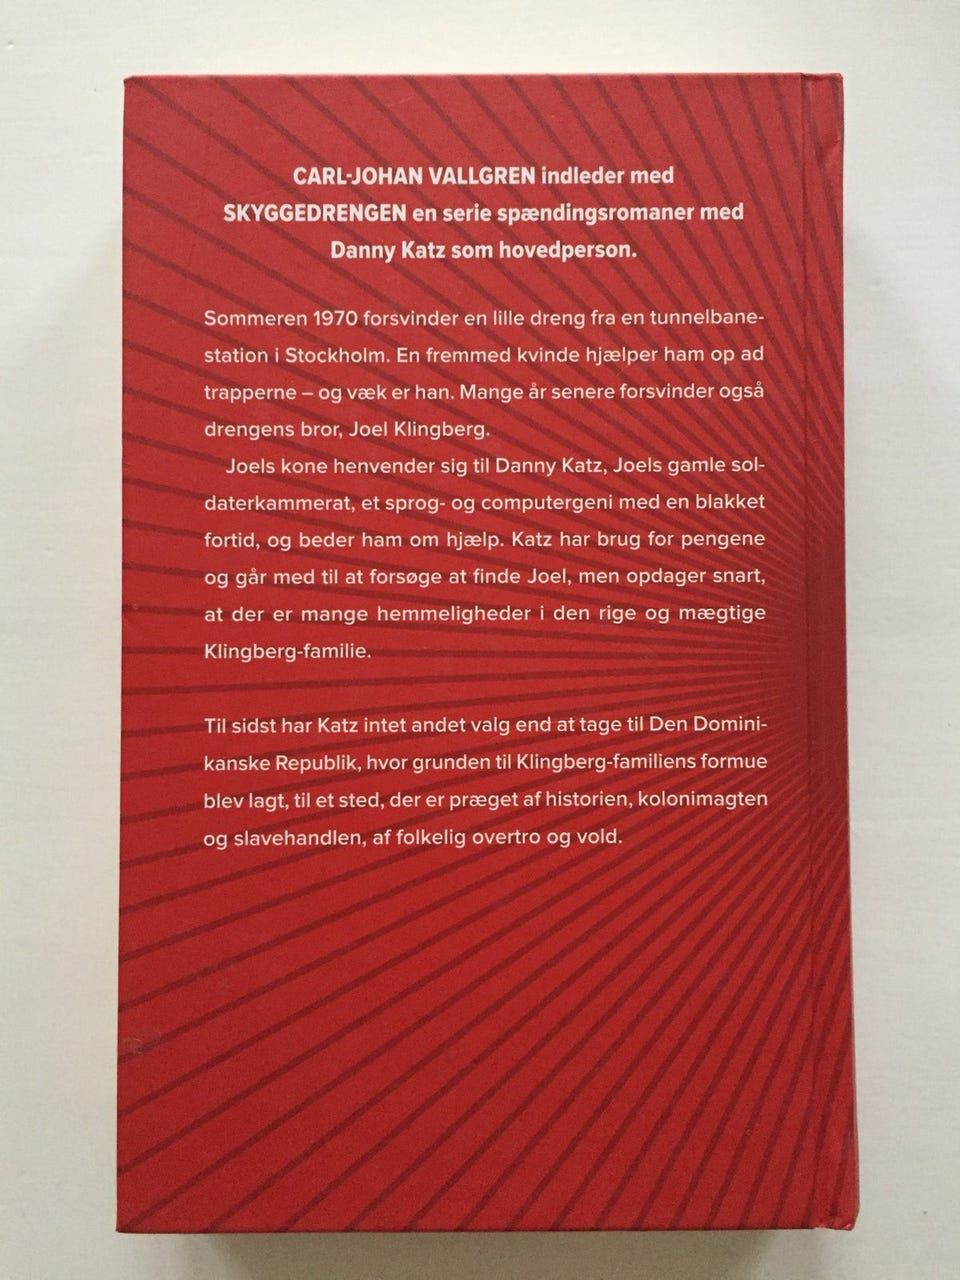 CARL-JOHAN VALLGREN indleder med
SKYGGEDRENGEN en serie spændingsromaner med
Danny Katz som hovedperson.
Sommeren 1970 forsvinder en lille dreng fra en tunnelbane-
station i Stockholm. En fremmed kvinde hjælper ham op ad
trapperne – og væk er han. Mange år senere forsvinder også
drengens bror, Joel Klingberg.
Joels kone henvender sig til Danny Katz, Joels gamle sol-
daterkammerat, et sprog- og computergeni med en blakket
fortid, og beder ham om hjælp. Katz har brug for pengene
og går med til at forsøge at finde Joel, men opdager snart,
at der er mange hemmeligheder i den rige og mægtige
Klingberg-familie.
Til sidst har Katz intet andet valg end at tage til Den Domini-
kanske Republik, hvor grunden til Klingberg-familiens formue
blev lagt, til et sted, der er præget af historien, kolonimagten
og slavehandlen, af folkelig overtro og vold.